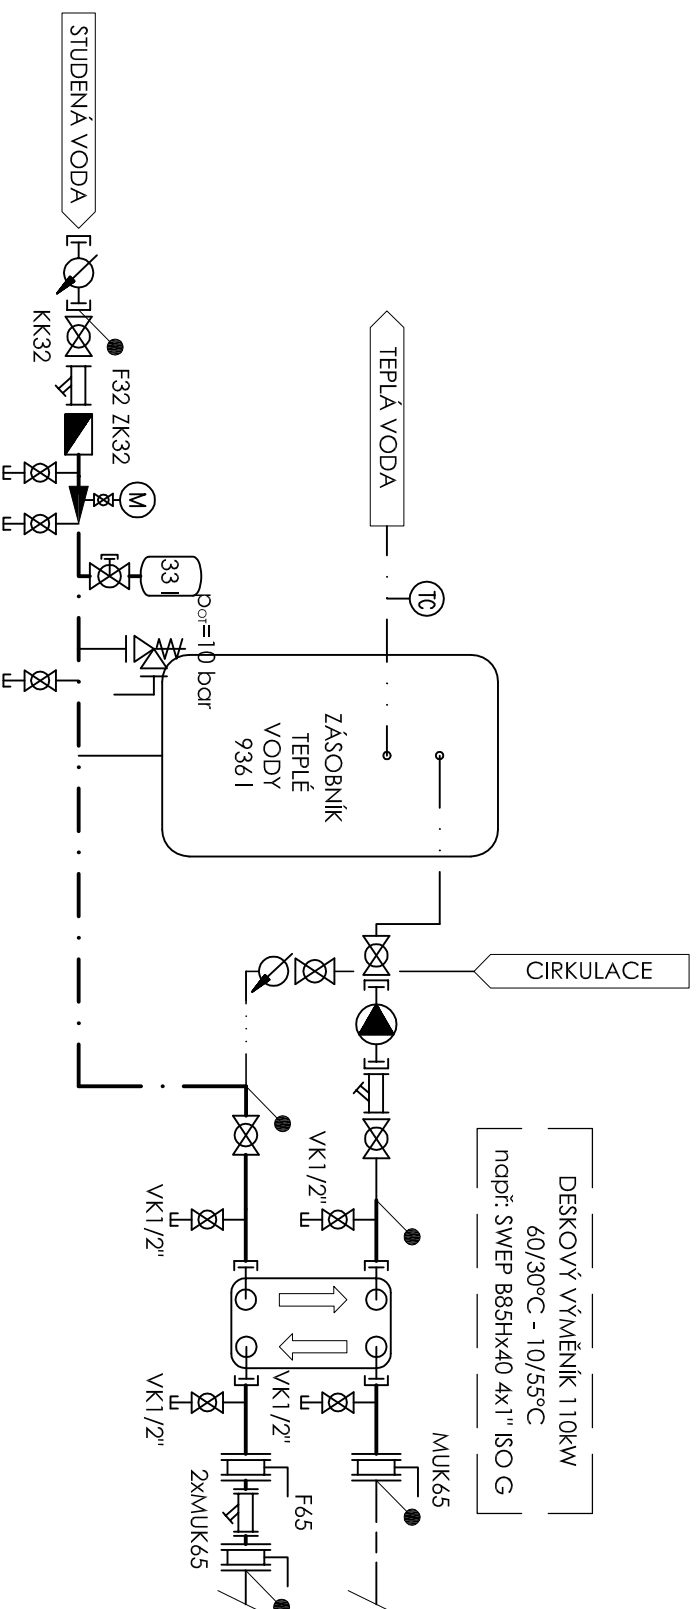 STUDENÁ VODA
KK32
F32 ZK32
M
33 l
pOT=10 bar
TEPLÁ VODA
TC
ZÁSOBNÍK
TEPLÉ
VODY
936 l
CIRKULACE
DESKOVÝ VÝMĚNÍK 110kW
60/30°C - 10/55°C
např: SWEP B85Hx40 4x1" ISO G
VK1/2"
VK1/2"
VK1/2"
VK1/2"
MUK65
F65
2xMUK65